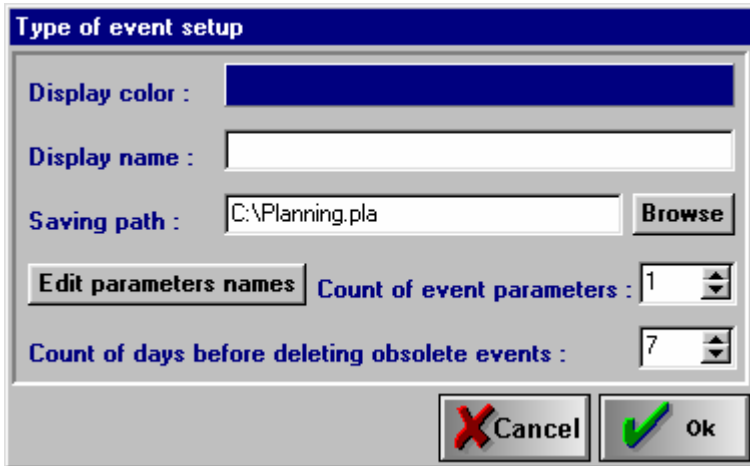 Type of event setup
Display color :
Display name :
Saving path : C:\Planning.pla Browse
Edit parameters names Count of event parameters : 1
Count of days before deleting obsolete events : 7
Cancel Ok